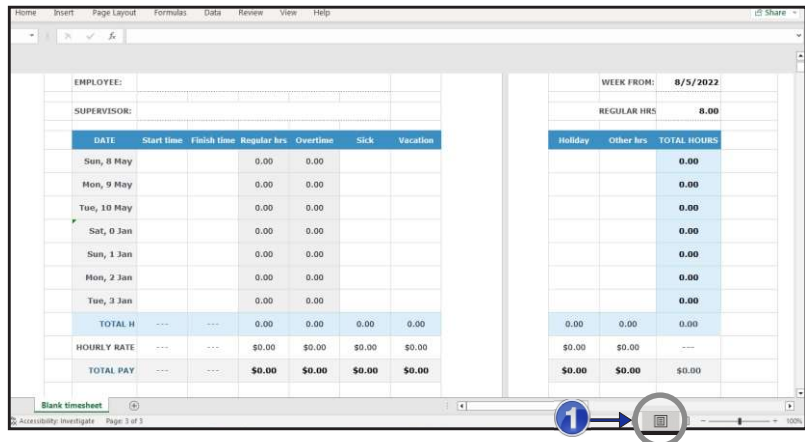 Home Insert Page Layout Formulas Data Review View Help Share
fx
EMPLOYEE: WEEK FROM: 8/5/2022
SUPERVISOR: REGULAR HRS 8.00
DATE Start time Finish time Regular hrs Overtime Sick Vacation Holiday Other hrs TOTAL HOURS
Sun, 8 May 0.00 0.00 0.00
Mon, 9 May 0.00 0.00 0.00
Tue, 10 May 0.00 0.00 0.00
Sat, 0 Jan 0.00 0.00 0.00
Sun, 1 Jan 0.00 0.00 0.00
Mon, 2 Jan 0.00 0.00 0.00
Tue, 3 Jan 0.00 0.00 0.00
TOTAL H --- --- 0.00 0.00 0.00 0.00 0.00 0.00 0.00
HOURLY RATE --- --- $0.00 $0.00 $0.00 $0.00 $0.00 $0.00 ---
TOTAL PAY --- --- $0.00 $0.00 $0.00 $0.00 $0.00 $0.00 $0.00
Blank timesheet
Accessibility: Investigate Page: 3 of 3 1 100%